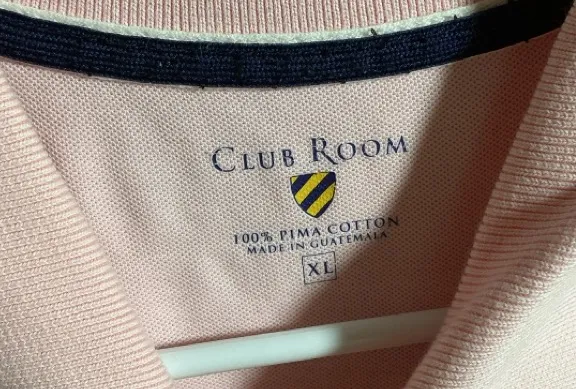 CLUB ROOM
100% PIMA COTTON
MADE IN GUATEMALA
XL